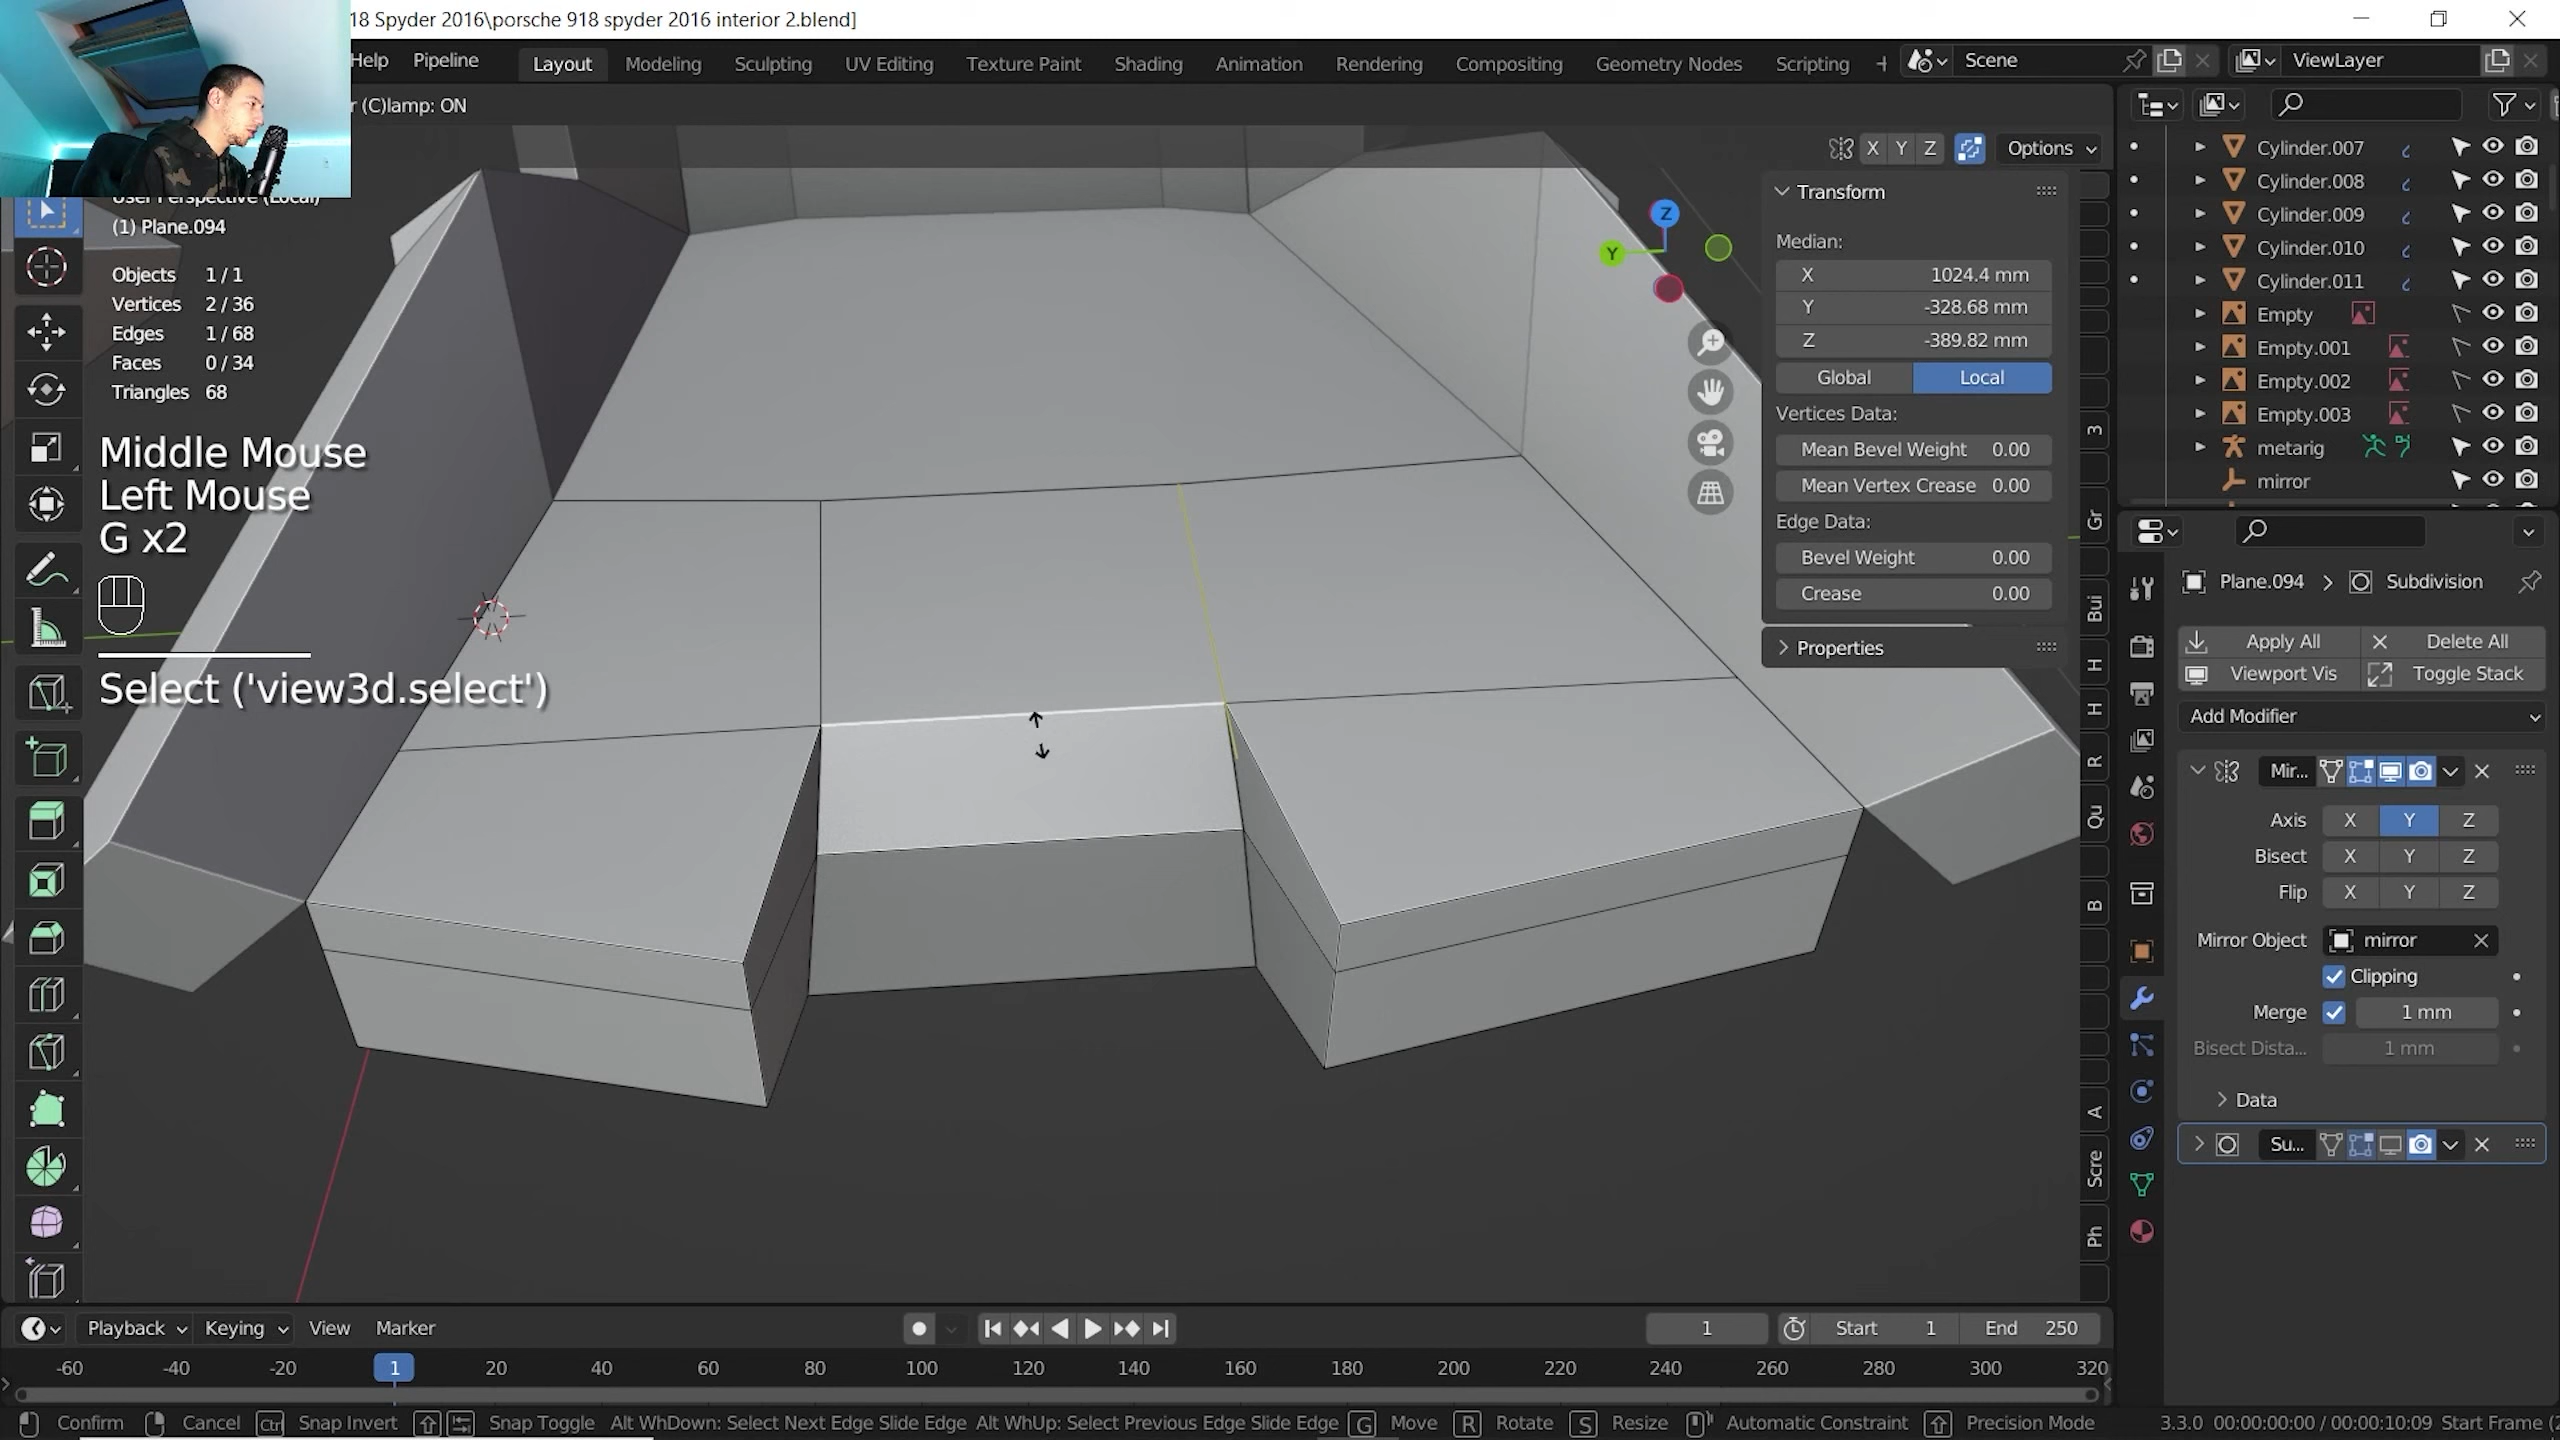 18 Spyder 2016\porsche 918 spyder 2016 interior 2.blend]
Help Pipeline Layout Modeling Sculpting UV Editing Texture Paint Shading Animation Rendering Compositing Geometry Nodes Scripting + Scene ViewLayer
r (C)lamp: ON
X Y Z Options
(1) Plane.094
Objects 1 / 1
Vertices 2 / 36
Edges 1 / 68
Faces 0 / 34
Triangles 68
Middle Mouse
Left Mouse
G x2
Select ('view3d.select')
Z
Y
Transform
Median:
X 1024.4 mm
Y -328.68 mm
Z -389.82 mm
Global Local
Vertices Data:
Mean Bevel Weight 0.00
Mean Vertex Crease 0.00
Edge Data:
Bevel Weight 0.00
Crease 0.00
Properties
3
Gr
Bui
H
H
R
Qu
B
A
Scre
Ph
Cylinder.007
Cylinder.008
Cylinder.009
Cylinder.010
Cylinder.011
Empty
Empty.001
Empty.002
Empty.003
metarig
mirror
Plane.094 > Subdivision
Apply All Delete All
Viewport Vis Toggle Stack
Add Modifier
Mir...
Axis X Y Z
Bisect X Y Z
Flip X Y Z
Mirror Object mirror
Clipping
Merge 1 mm
Bisect Dista... 1 mm
Data
Su...
Playback Keying View Marker 1 Start 1 End 250
-60 -40 -20 1 20 40 60 80 100 120 140 160 180 200 220 240 260 280 300 320
Confirm Cancel Ctrl Snap Invert Snap Toggle Alt WhDown: Select Next Edge Slide Edge Alt WhUp: Select Previous Edge Slide Edge G Move R Rotate S Resize Automatic Constraint Precision Mode 3.3.0 00:00:00:00 / 00:00:10:09 Start Frame (2